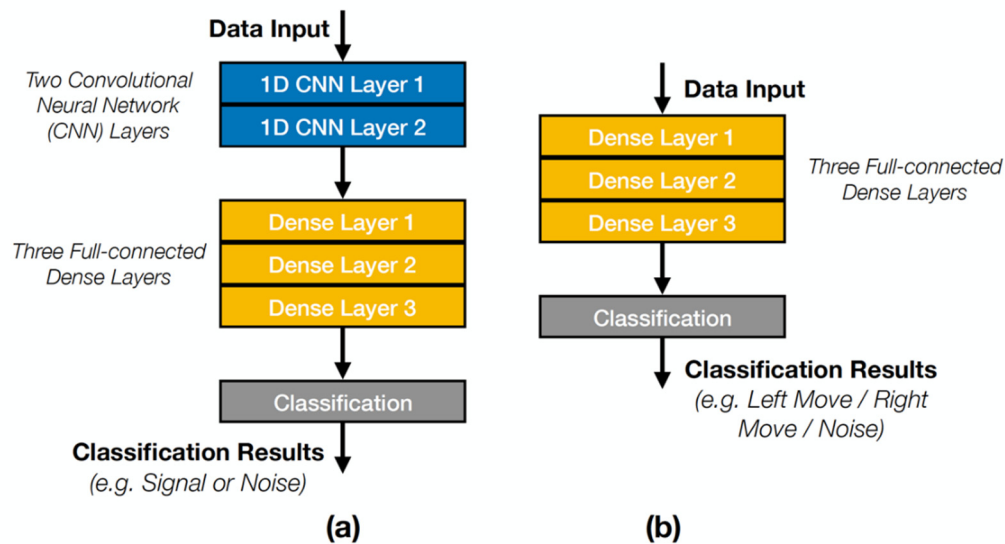 Data Input
Two Convolutional
Neural Network
(CNN) Layers
1D CNN Layer 1
1D CNN Layer 2
Three Full-connected
Dense Layers
Dense Layer 1
Dense Layer 2
Dense Layer 3
Classification
Classification Results
(e.g. Signal or Noise)
(a)
Data Input
Dense Layer 1
Dense Layer 2
Dense Layer 3
Three Full-connected
Dense Layers
Classification
Classification Results
(e.g. Left Move / Right
Move / Noise)
(b)